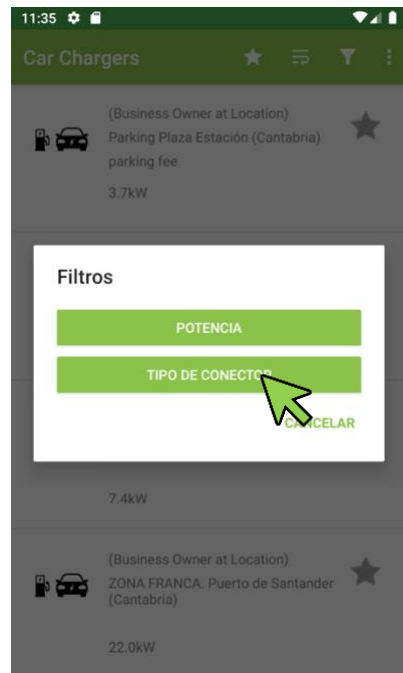 11:35
Car Chargers
(Business Owner at Location)
Parking Plaza Estación (Cantabria)
parking fee
3.7kW
Filtros
POTENCIA
TIPO DE CONECTOR
CANCELAR
7.4kW
(Business Owner at Location)
ZONA FRANCA. Puerto de Santander
(Cantabria)
22.0kW